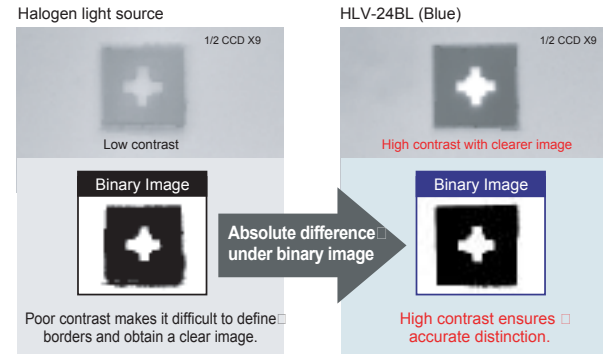 Halogen light source
1/2 CCD X9
Low contrast
Binary Image
Poor contrast makes it difficult to define
borders and obtain a clear image.
Absolute difference
under binary image
HLV-24BL (Blue)
1/2 CCD X9
High contrast with clearer image
Binary Image
High contrast ensures
accurate distinction.